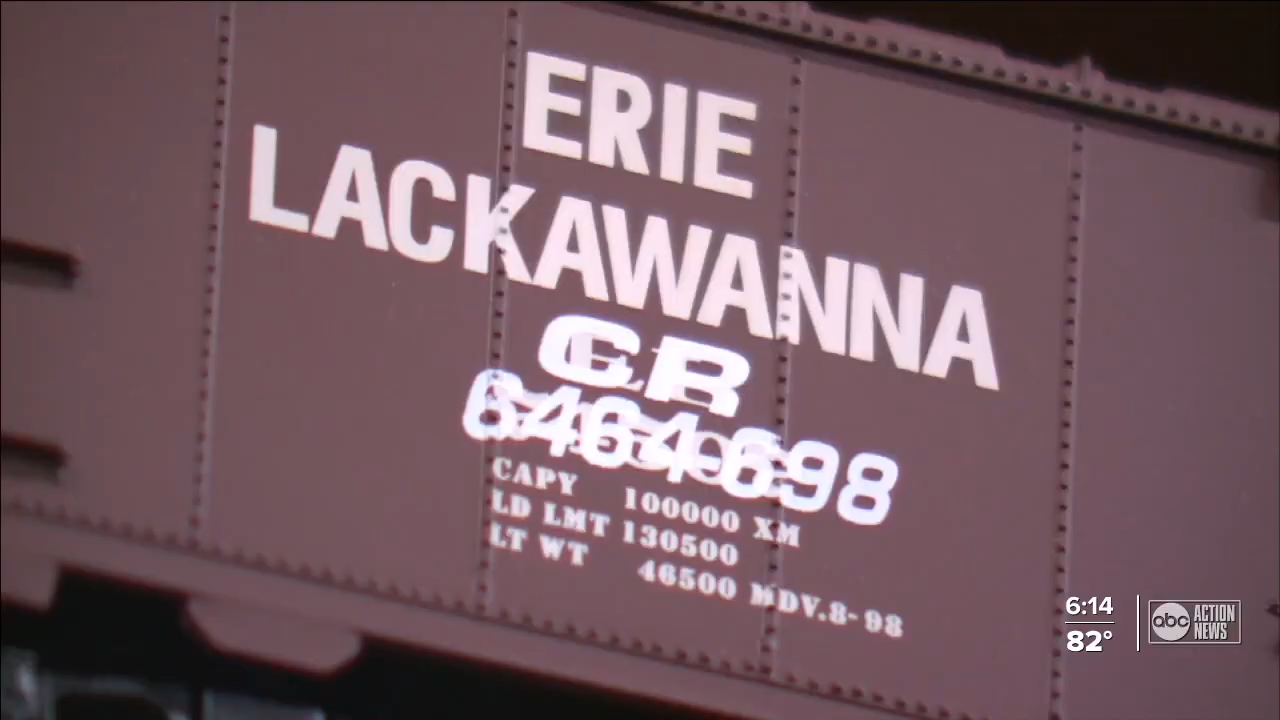 ERIE
LACKAWANNA
CR
6464698
CAPY 100000 XM
LD LMT 130500
LT WT 46500 MDV.8-98
6:14
82°
abc ACTION NEWS